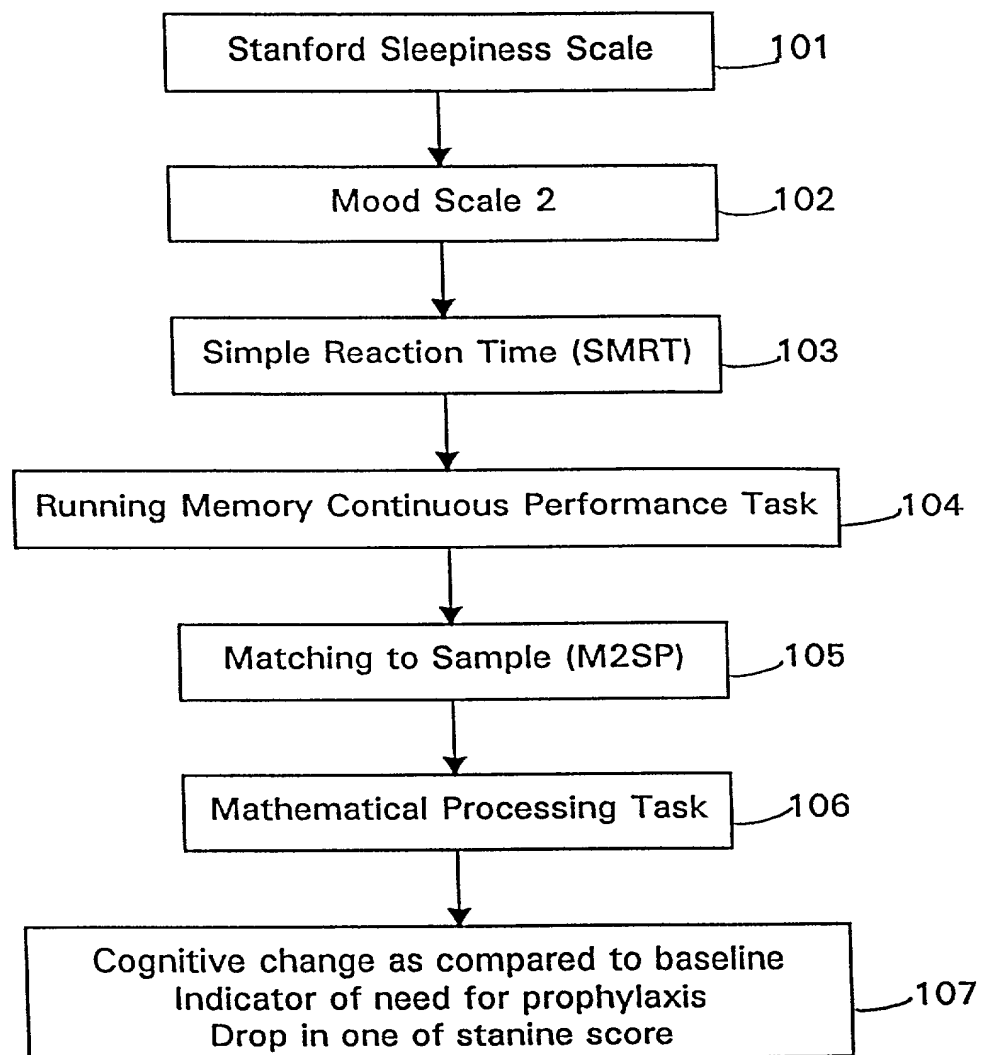 Stanford Sleepiness Scale 101
Mood Scale 2 102
Simple Reaction Time (SMRT) 103
Running Memory Continuous Performance Task 104
Matching to Sample (M2SP) 105
Mathematical Processing Task 106
Cognitive change as compared to baseline
Indicator of need for prophylaxis 107
Drop in one of stanine score